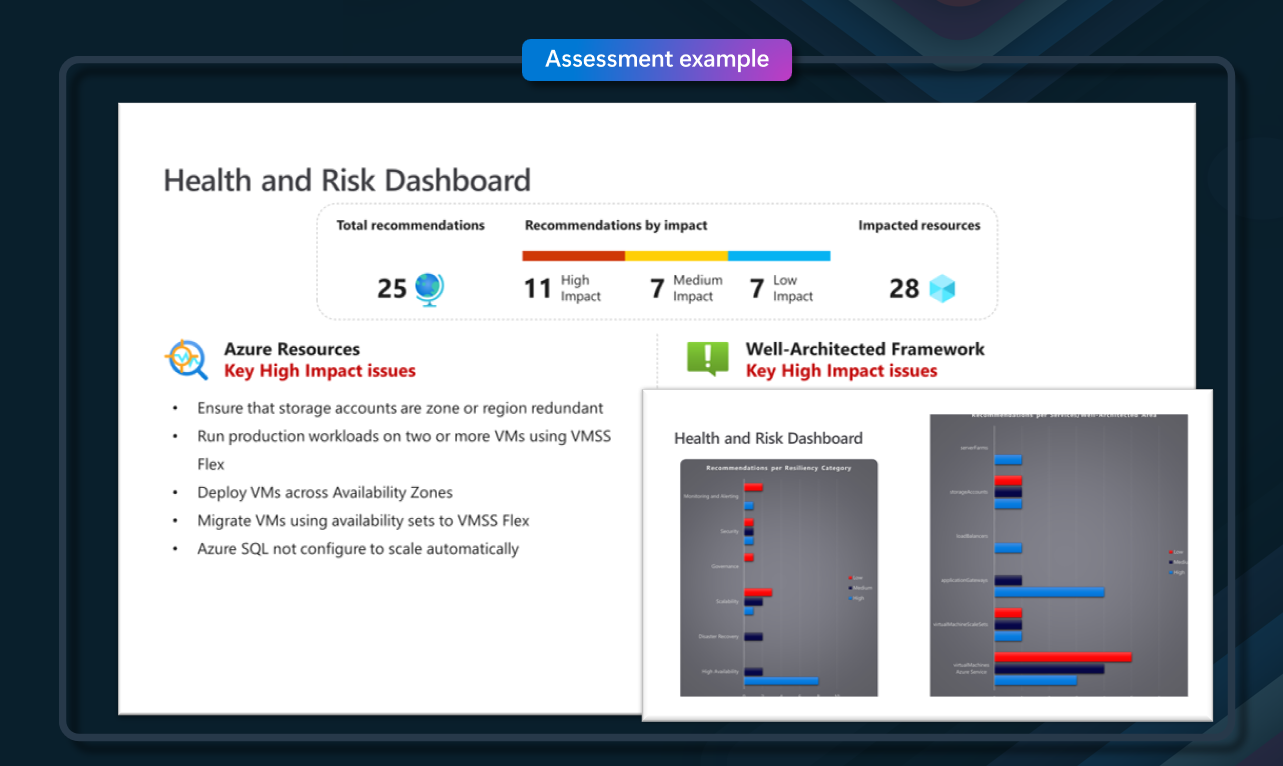 Assessment example
Health and Risk Dashboard
Total recommendations
Recommendations by impact
Impacted resources
25
11 High Impact
7 Medium Impact
7 Low Impact
28
Azure Resources
Key High Impact issues
• Ensure that storage accounts are zone or region redundant
• Run production workloads on two or more VMs using VMSS
Flex
• Deploy VMs across Availability Zones
• Migrate VMs using availability sets to VMSS Flex
• Azure SQL not configure to scale automatically
Well-Architected Framework
Key High Impact issues
Health and Risk Dashboard
Recommendations per Resiliency Category
Monitoring and Alerting
Security
Governance
Scalability
Disaster Recovery
High Availability
Low
Medium
High
Recommendations per Service/Well-Architected Area
serverFarms
storageAccounts
loadBalancers
applicationGateways
virtualMachineScaleSets
virtualMachines
Azure Service
Low
High